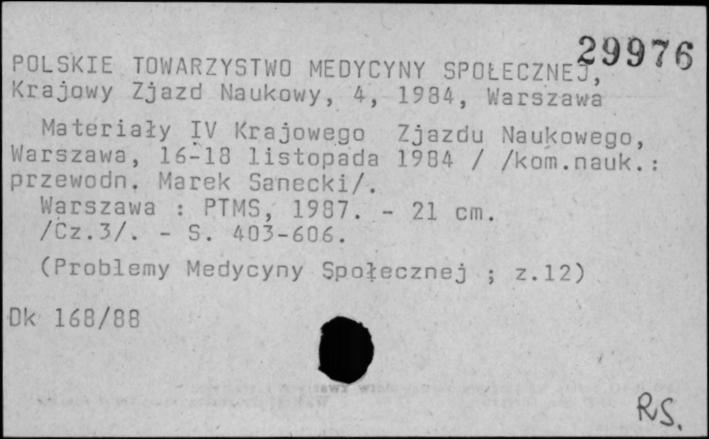 29976
POLSKIE TOWARZYSTWO MEDYCYNY SPOŁECZNEJ,
Krajowy Zjazd Naukowy, 4, 1984, Warszawa
Materiały IV Krajowego Zjazdu Naukowego,
Warszawa, 16-18 listopada 1984 / /kom.nauk.:
przewodn. Marek Sanecki/.
Warszawa : PTMS, 1987. - 21 cm.
/Cz.3/. - S. 403-606.
(Problemy Medycyny Społecznej ; z.12)
Dk 168/88
RS.